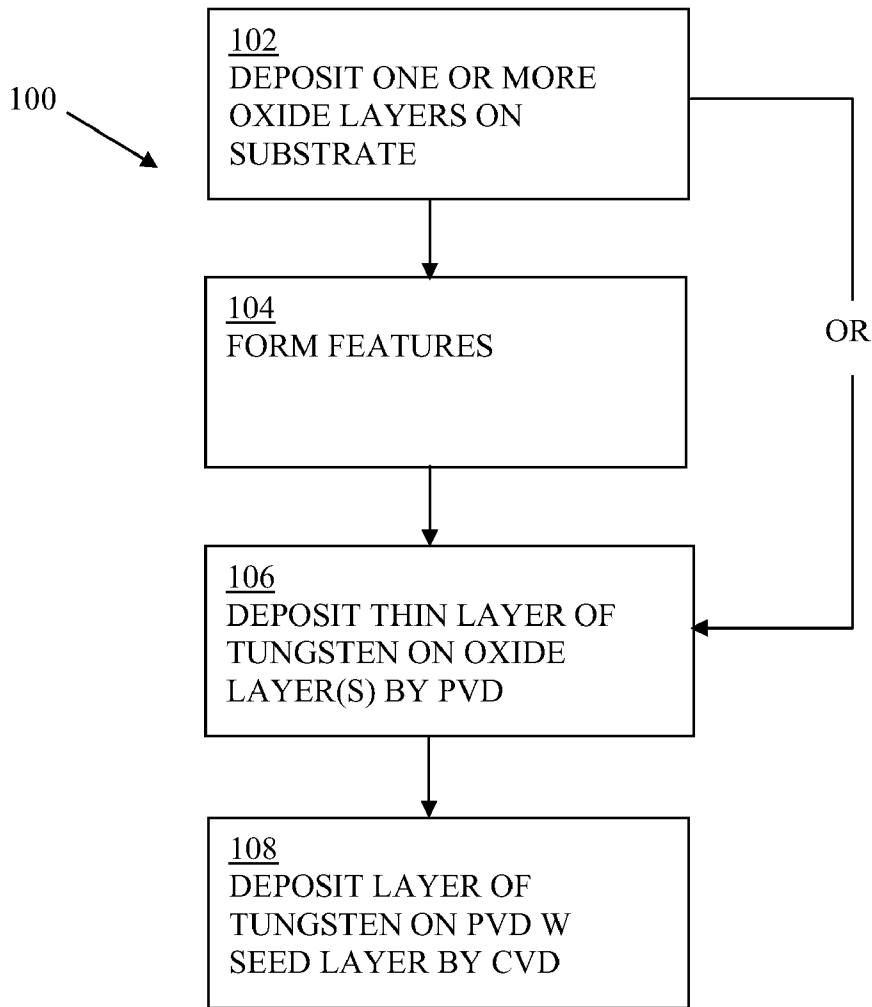 100
102
DEPOSIT ONE OR MORE
OXIDE LAYERS ON
SUBSTRATE
104
FORM FEATURES
OR
106
DEPOSIT THIN LAYER OF
TUNGSTEN ON OXIDE
LAYER(S) BY PVD
108
DEPOSIT LAYER OF
TUNGSTEN ON PVD W
SEED LAYER BY CVD